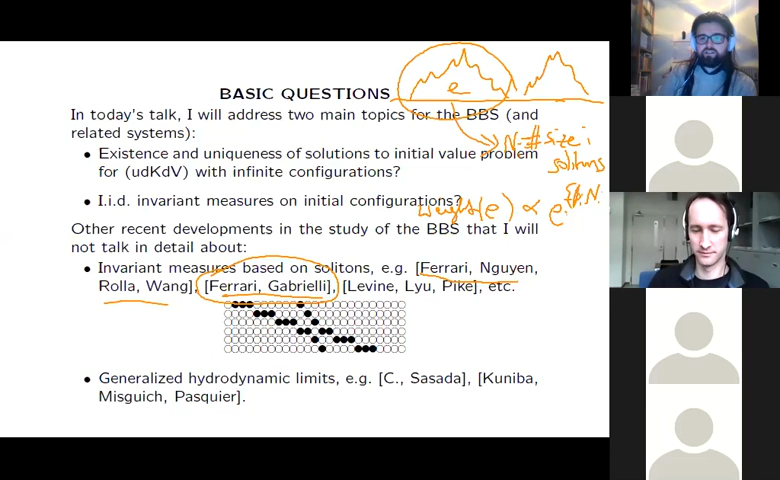 BASIC QUESTIONS
e
In today's talk, I will address two main topics for the BBS (and
related systems):
N: # size i
solitons
• Existence and uniqueness of solutions to initial value problem
for (udKdV) with infinite configurations?
• I.i.d. invariant measures on initial configurations?
weight(e) ∝ e
Other recent developments in the study of the BBS that I will
not talk in detail about:
• Invariant measures based on solitons, e.g. [Ferrari, Nguyen,
Rolla, Wang], [Ferrari, Gabrielli], [Levine, Lyu, Pike], etc.
• Generalized hydrodynamic limits, e.g. [C., Sasada], [Kuniba,
Misguich, Pasquier].